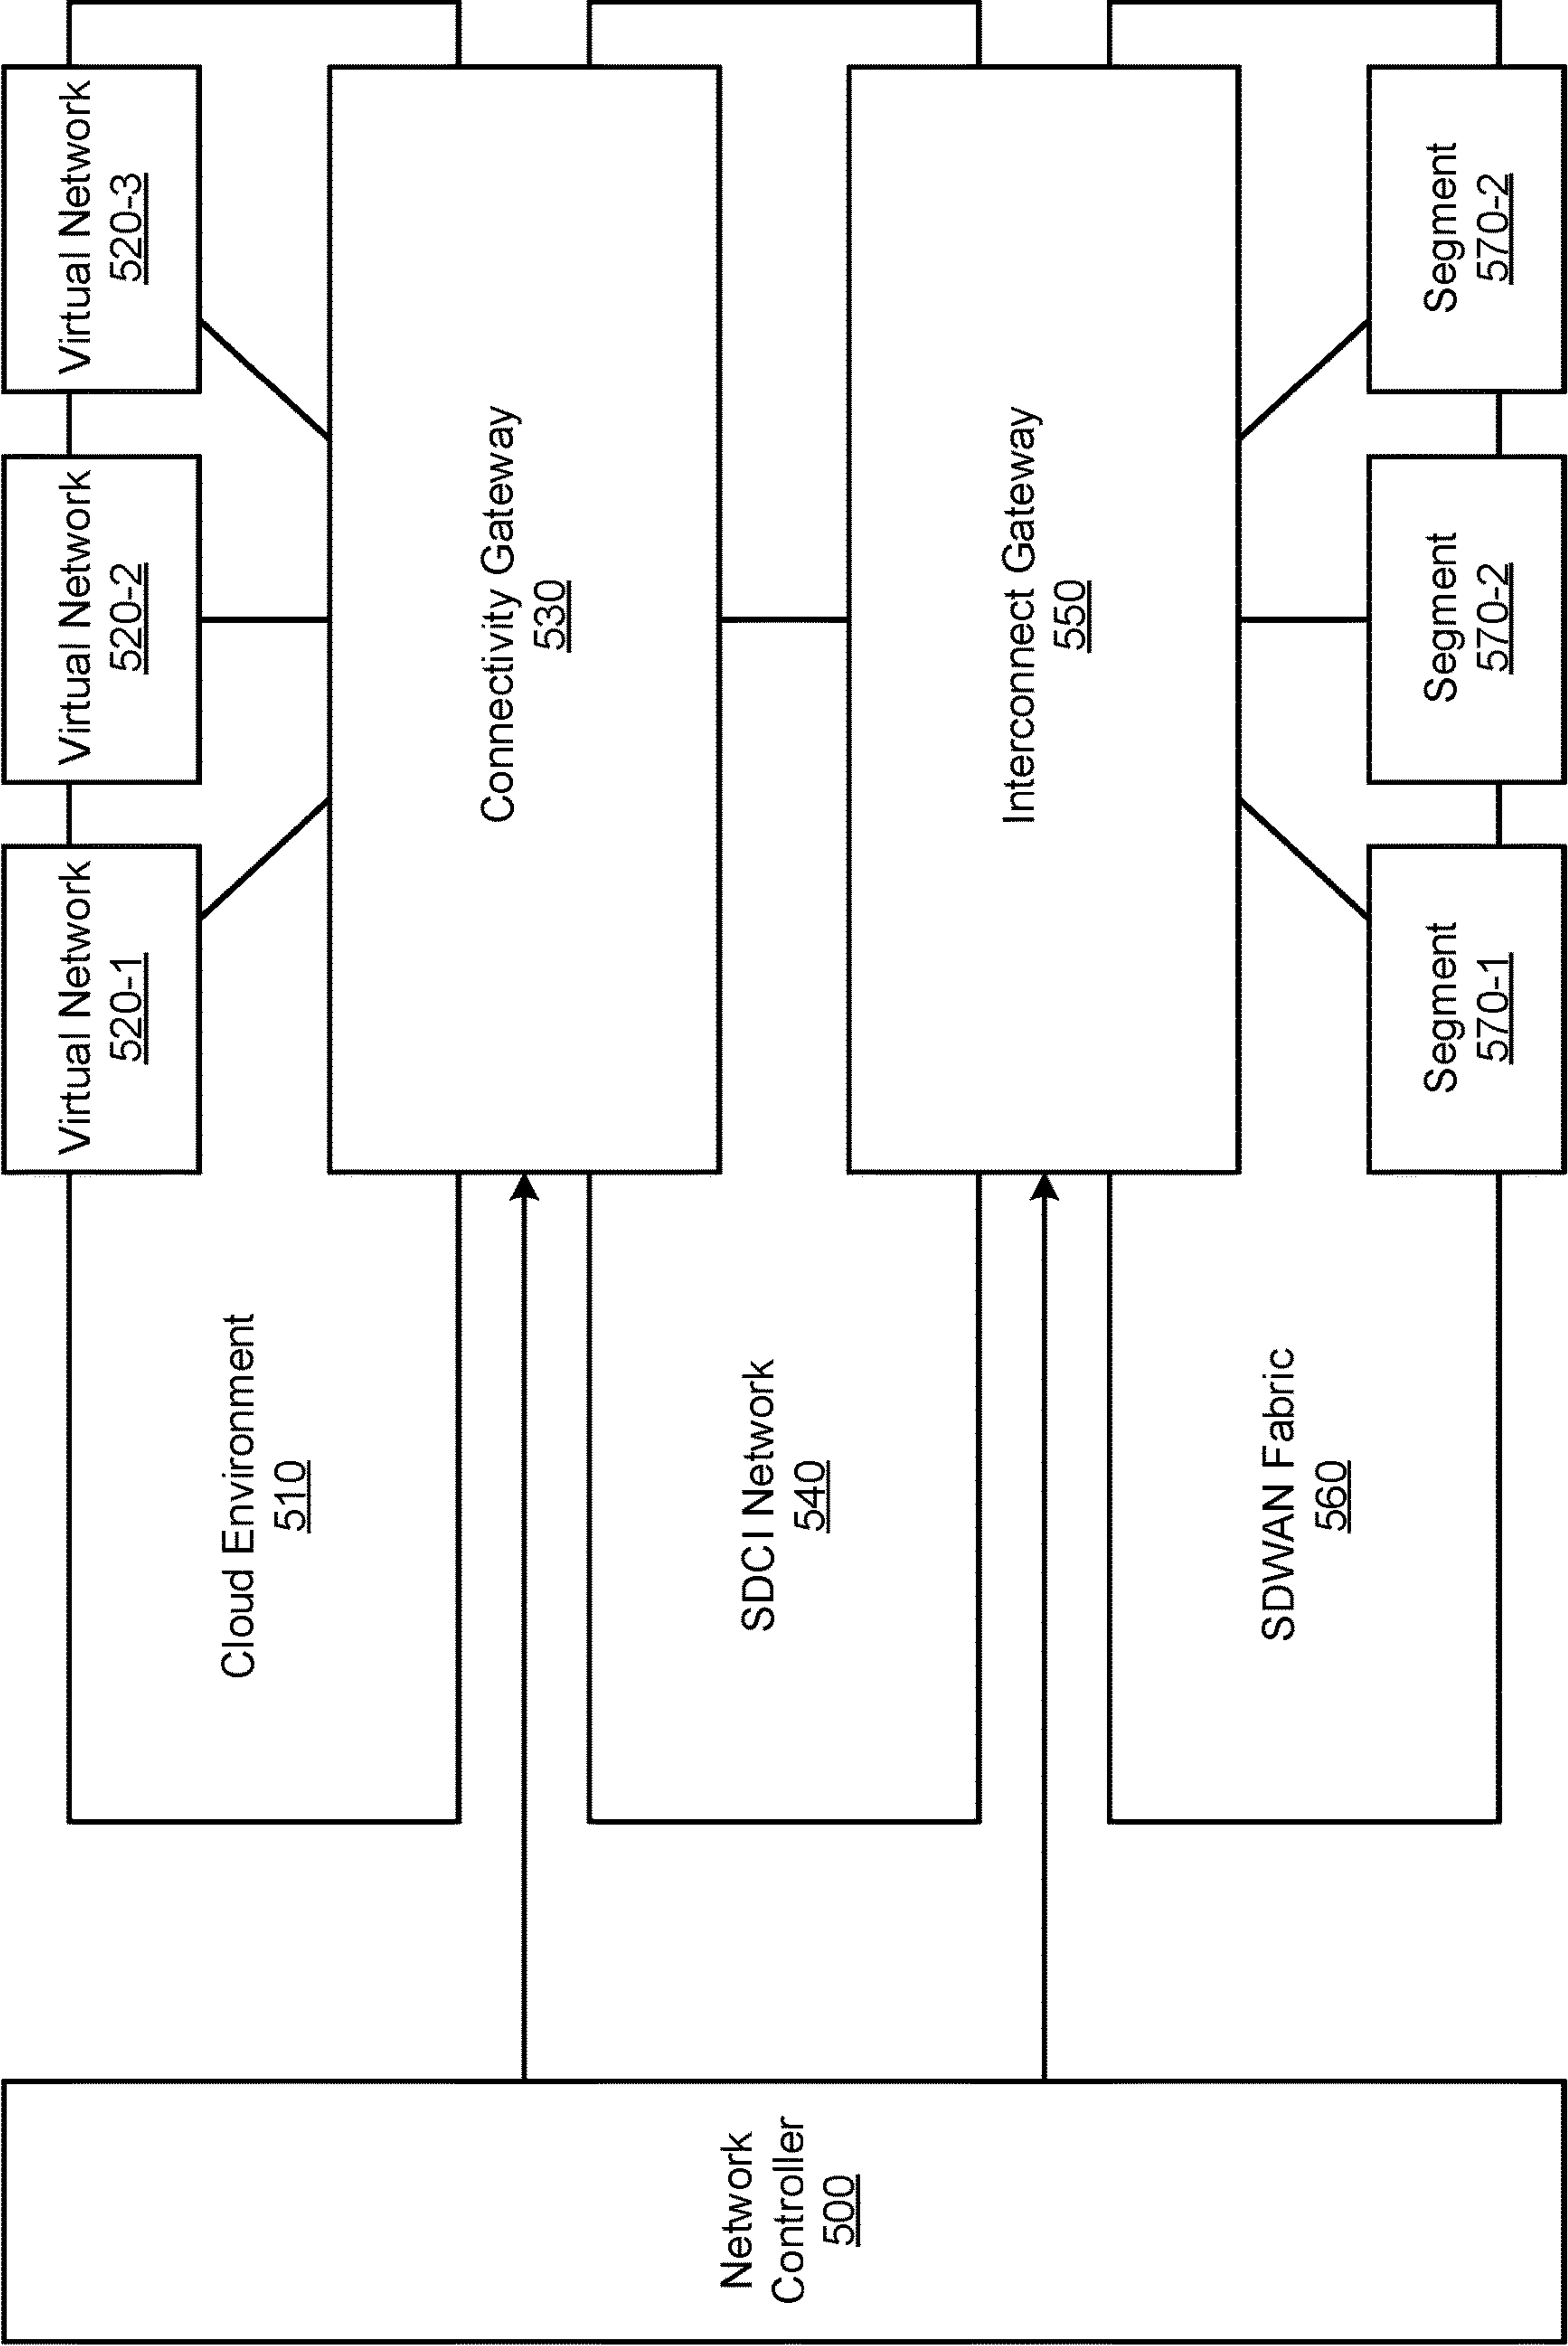 Network
Controller
500
Cloud Environment
510
SDCI Network
540
SDWAN Fabric
560
Virtual Network
520-1
Virtual Network
520-2
Virtual Network
520-3
Connectivity Gateway
530
Interconnect Gateway
550
Segment
570-1
Segment
570-2
Segment
570-2